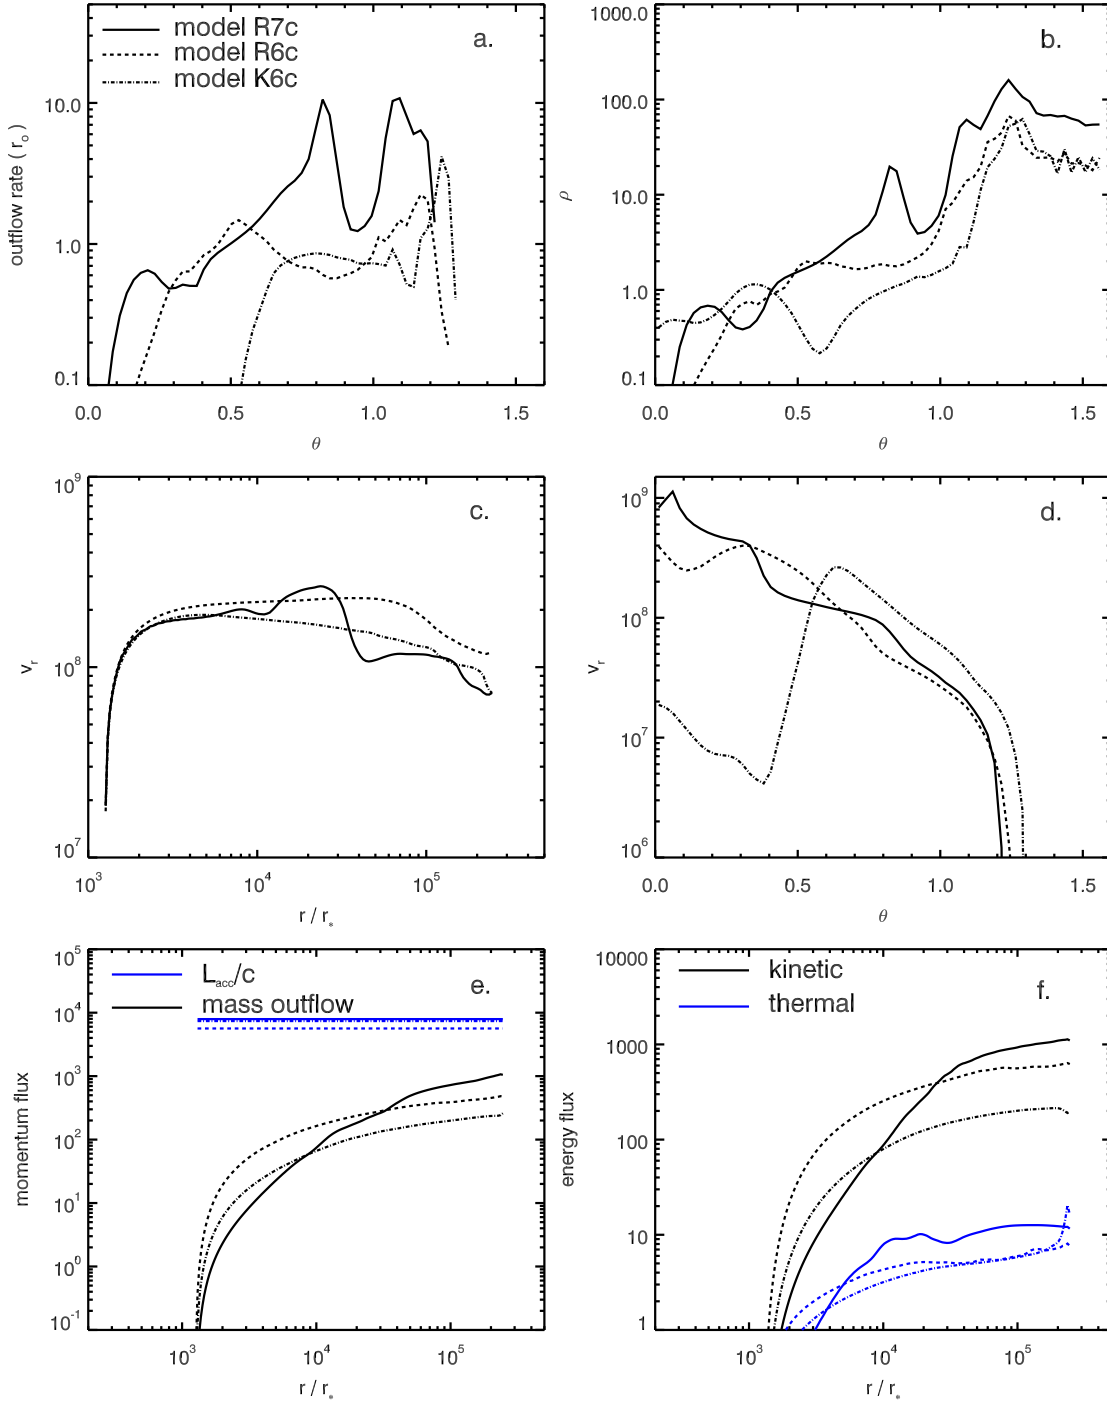 model R7c
model R6c
model K6c
a.
10.0
1.0
0.1
outflow rate ( r₀ )
0.0 0.5 1.0 1.5
θ
b.
1000.0
100.0
10.0
1.0
0.1
ρ
0.0 0.5 1.0 1.5
θ
c.
10⁹
10⁸
10⁷
vᵣ
10³ 10⁴ 10⁵
r / r*
d.
10⁹
10⁸
10⁷
10⁶
vᵣ
0.0 0.5 1.0 1.5
θ
Lacc/c
mass outflow
e.
10⁵
10⁴
10³
10²
10¹
10⁰
10⁻¹
momentum flux
10³ 10⁴ 10⁵
r / r*
kinetic
thermal
f.
10000
1000
100
10
1
energy flux
10³ 10⁴ 10⁵
r / r*